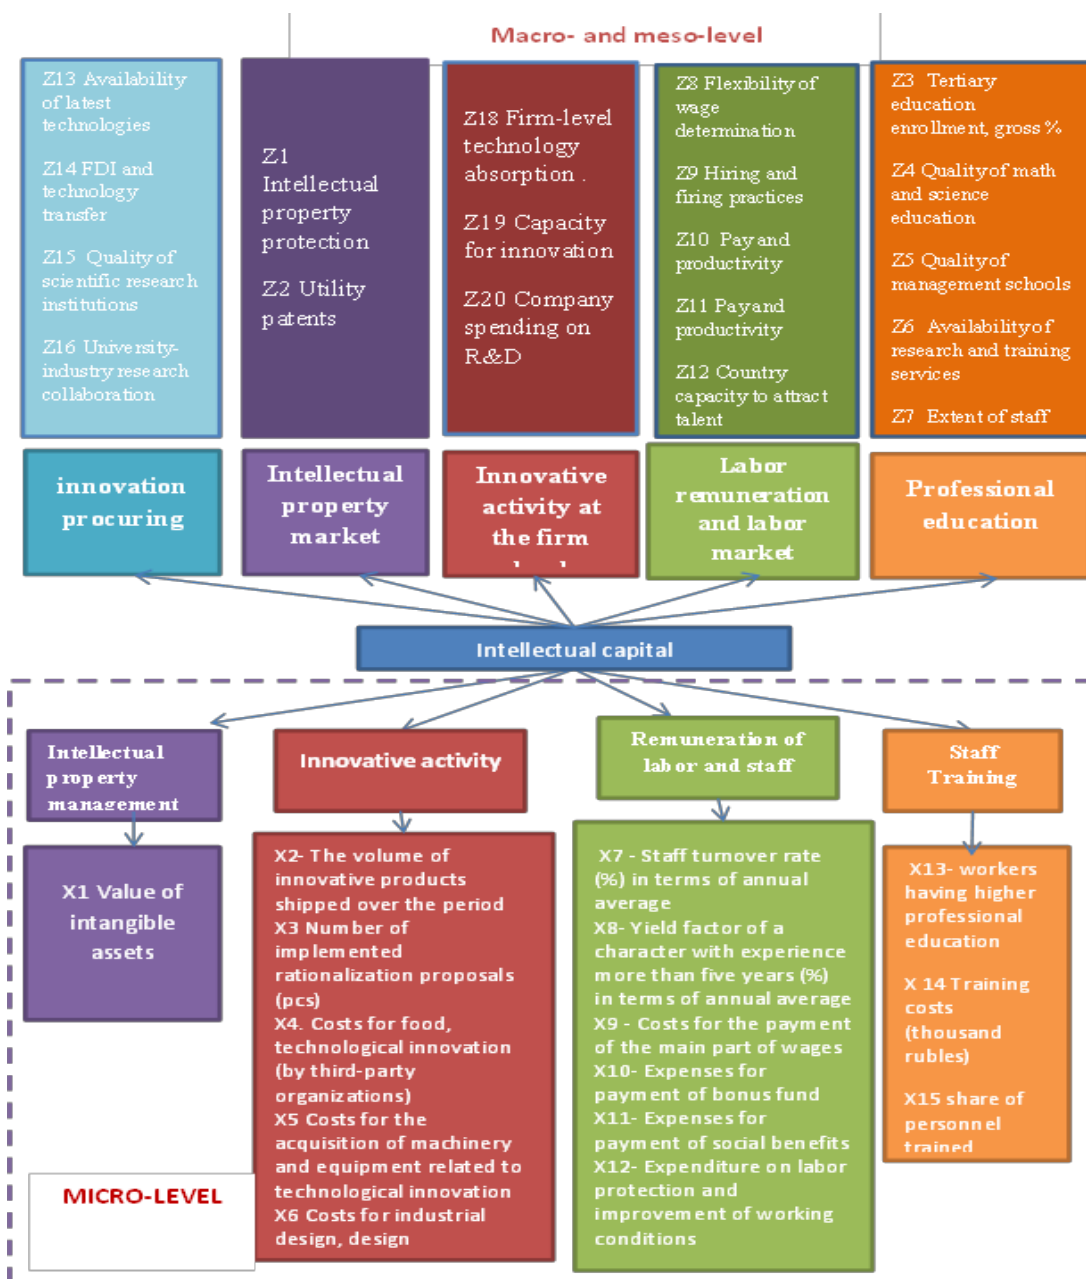 Macro- and meso-level
Z13 Availability
of latest
technologies
Z14 FDI and
technology
transfer
Z15 Quality of
scientific research
institutions
Z16 University-
industry research
collaboration
Z1
Intellectual
property
protection
Z2 Utility
patents
Z18 Firm-level
technology
absorption .
Z19 Capacity
for innovation
Z20 Company
spending on
R&D
Z8 Flexibility of
wage
determination
Z9 Hiring and
firing practices
Z10 Pay and
productivity
Z11 Pay and
productivity
Z12 Country
capacity to attract
talent
Z3 Tertiary
education
enrollment, gross %
Z4 Quality of math
and science
education
Z5 Quality of
management schools
Z6 Availability of
research and training
services
Z7 Extent of staff
innovation
procuring
Intellectual
property
market
Innovative
activity at
the firm
Labor
remuneration
and labor
market
Professional
education
Intellectual capital
Intellectual
property
management
Innovative activity
Remuneration of
labor and staff
Staff
Training
X1 Value of
intangible
assets
X2- The volume of
innovative products
shipped over the period
X3 Number of
implemented
rationalization proposals
(pcs)
X4. Costs for food,
technological innovation
(by third-party
organizations)
X5 Costs for the
acquisition of machinery
and equipment related to
technological innovation
X6 Costs for industrial
design, design
X7 - Staff turnover rate
(%) in terms of annual
average
X8- Yield factor of a
character with experience
more than five years (%)
in terms of annual average
X9 - Costs for the payment
of the main part of wages
X10- Expenses for
payment of bonus fund
X11- Expenses for
payment of social benefits
X12- Expenditure on labor
protection and
improvement of working
conditions
X13- workers
having higher
professional
education
X 14 Training
costs
(thousand
rubles)
X15 share of
personnel
trained
MICRO-LEVEL